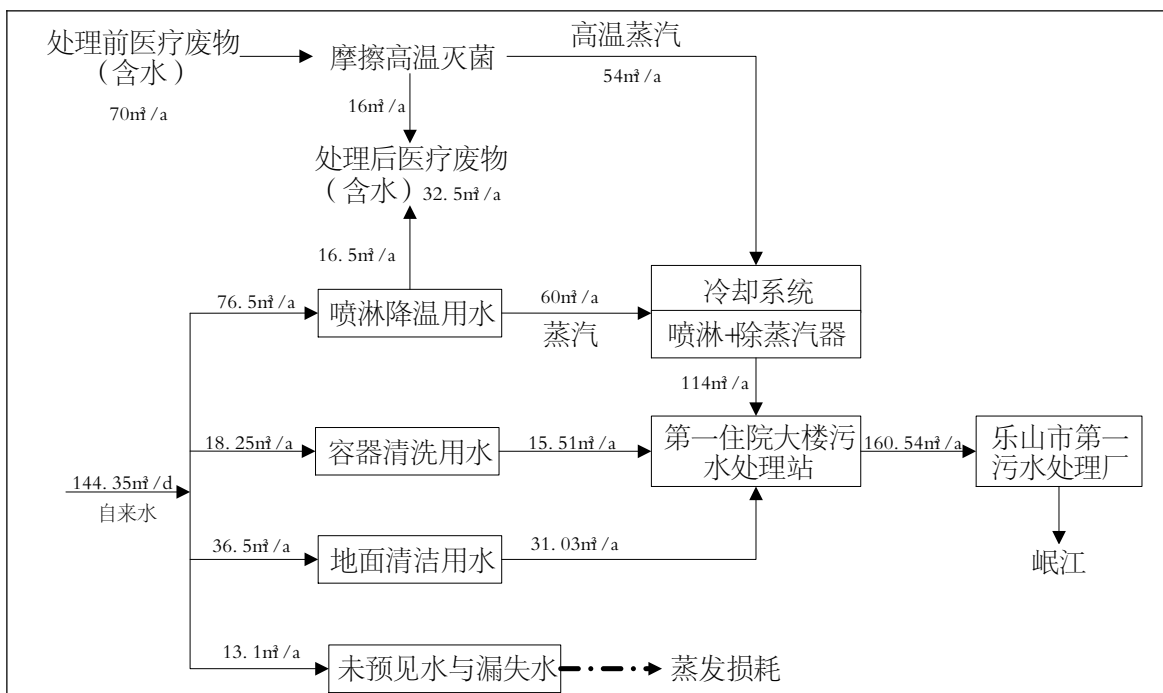 处理前医疗废物
（含水）
70m³/a
摩擦高温灭菌
高温蒸汽
54m³/a
16m³/a
处理后医疗废物
（含水）32.5m³/a
16.5m³/a
76.5m³/a
喷淋降温用水
60m³/a
蒸汽
冷却系统
喷淋+除蒸汽器
114m³/a
18.25m³/a
容器清洗用水
15.51m³/a
第一住院大楼污
水处理站
160.54m³/a
乐山市第一
污水处理厂
144.35m³/d
自来水
36.5m³/a
地面清洁用水
31.03m³/a
岷江
13.1m³/a
未预见水与漏失水
蒸发损耗